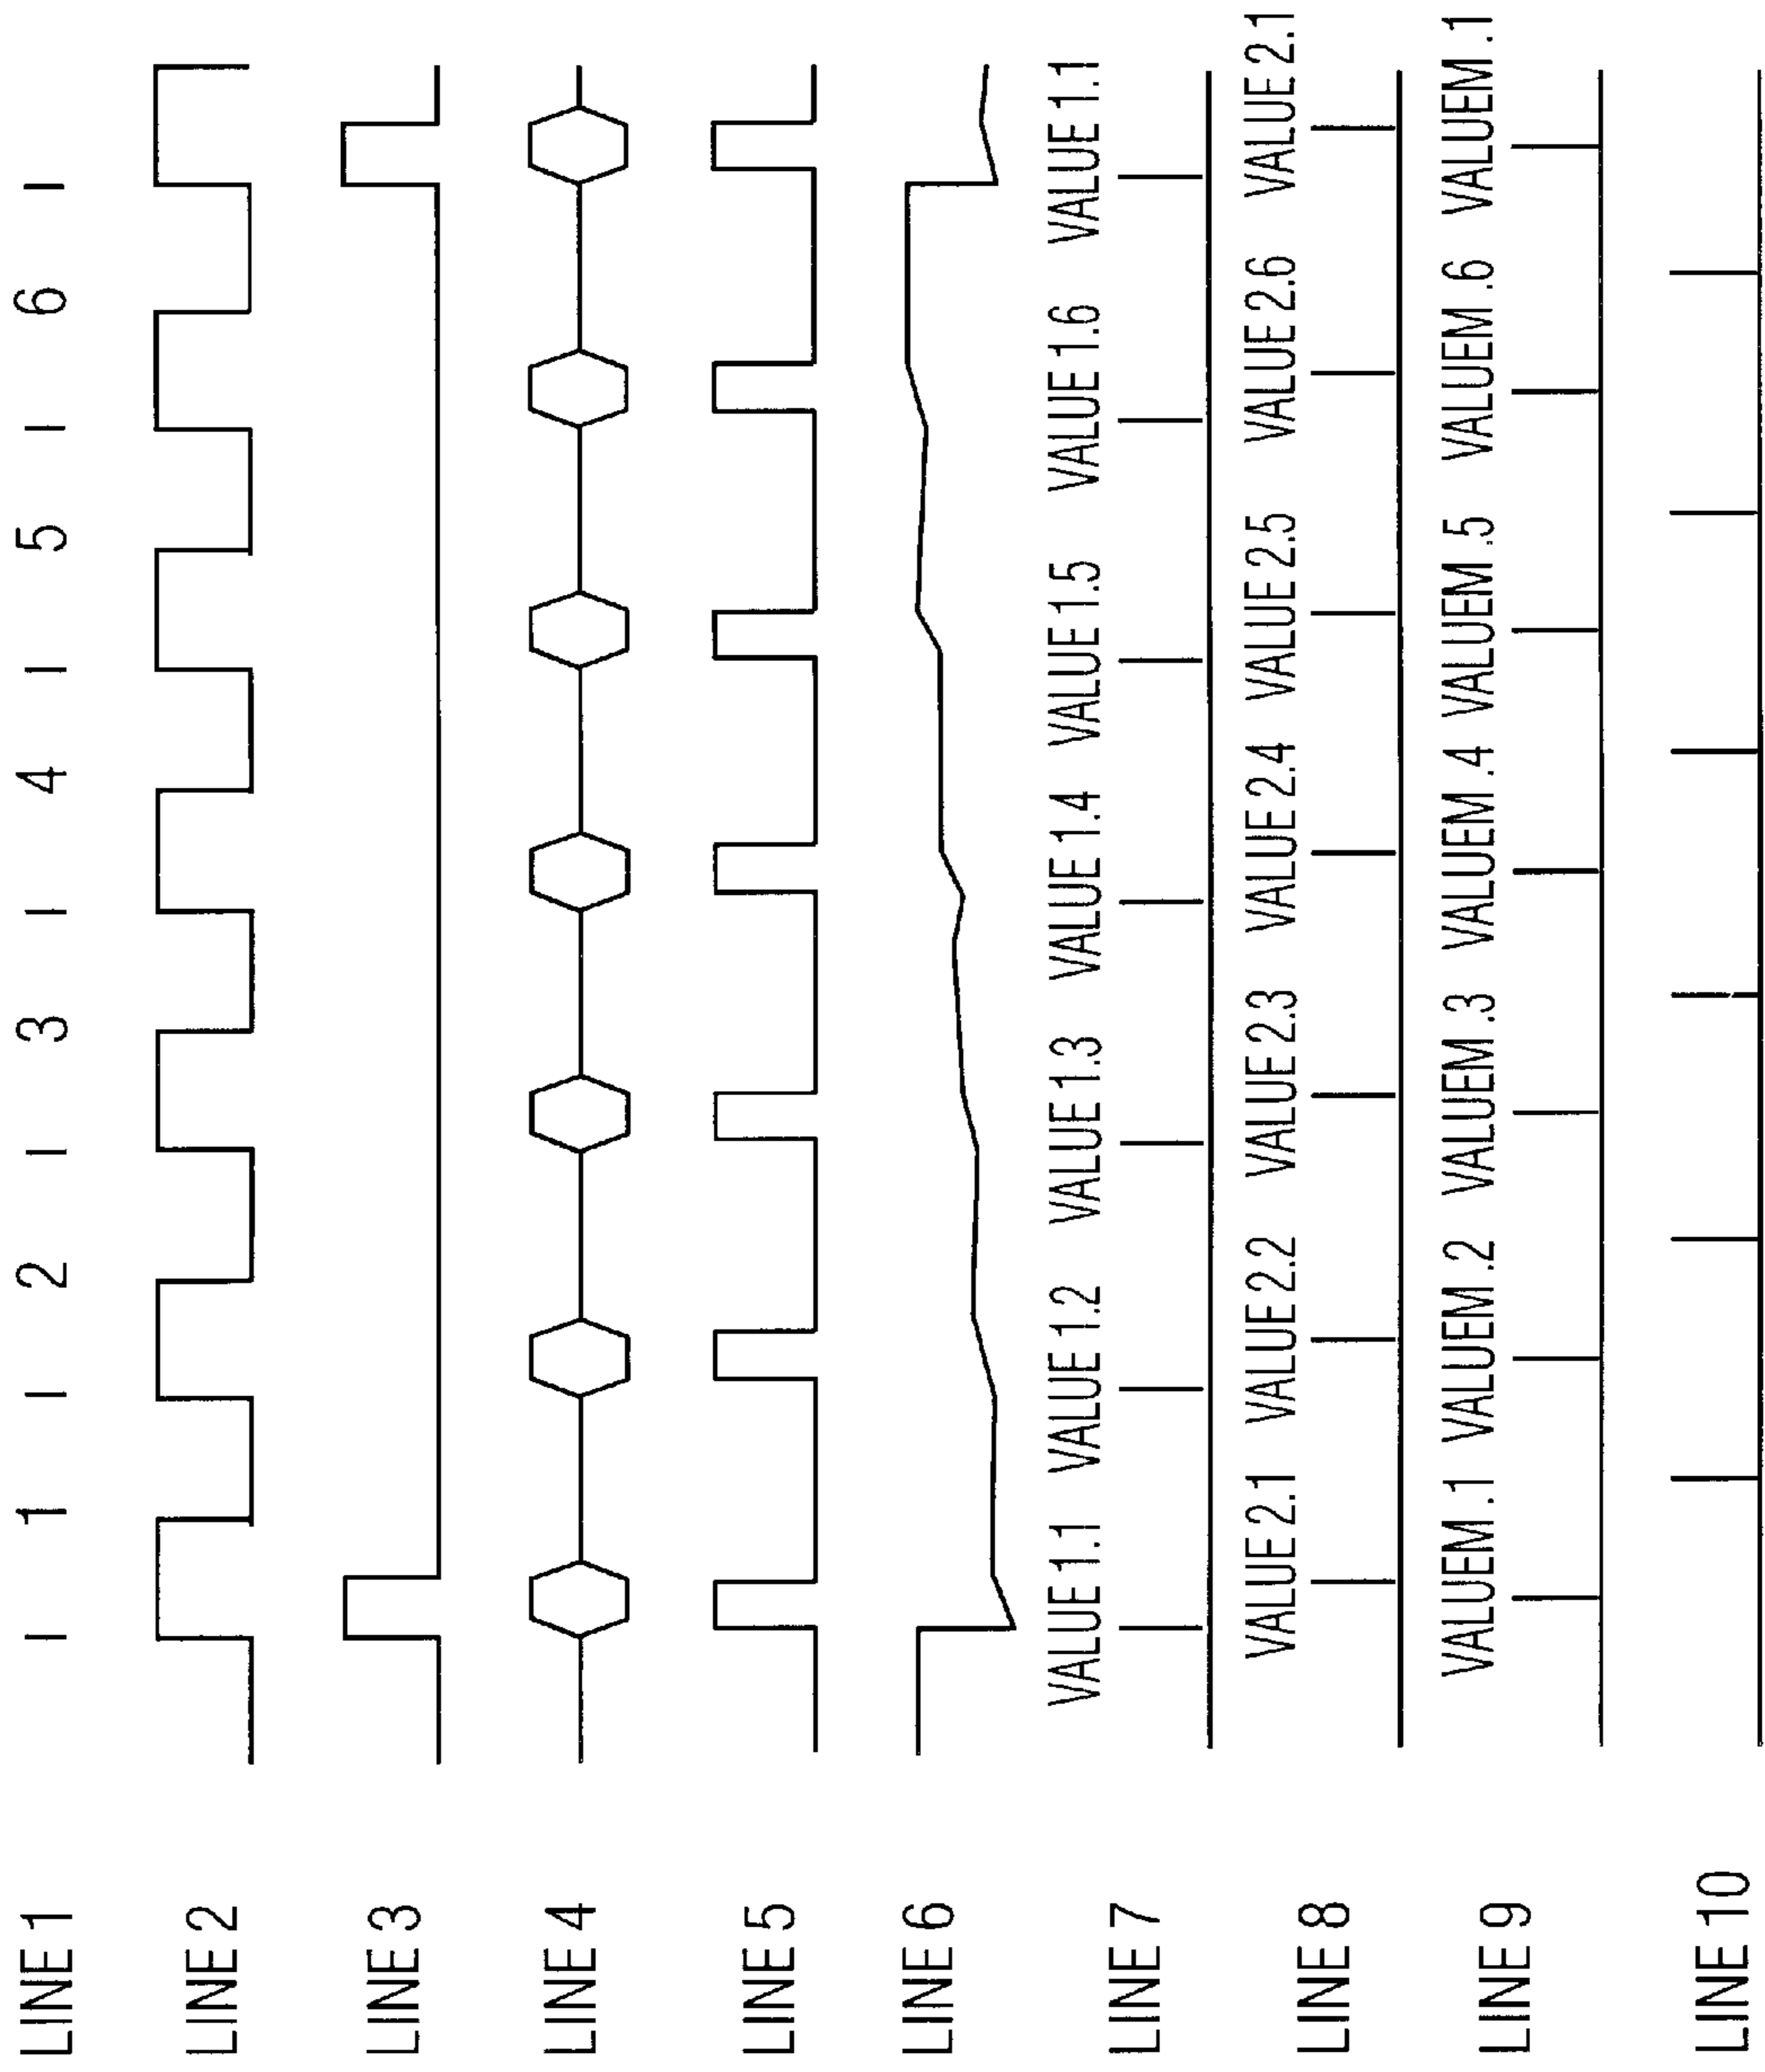 LINE 1 1 2 3 4 5 6
LINE 2
LINE 3
LINE 4
LINE 5
LINE 6
LINE 7 VALUE 1.1 VALUE 1.2 VALUE 1.3 VALUE 1.4 VALUE 1.5 VALUE 1.6 VALUE 1.1
LINE 8 VALUE 2.1 VALUE 2.2 VALUE 2.3 VALUE 2.4 VALUE 2.5 VALUE 2.6 VALUE 2.1
LINE 9 VALUEM .1 VALUEM .2 VALUEM .3 VALUEM .4 VALUEM .5 VALUEM .6 VALUEM .1
LINE 10